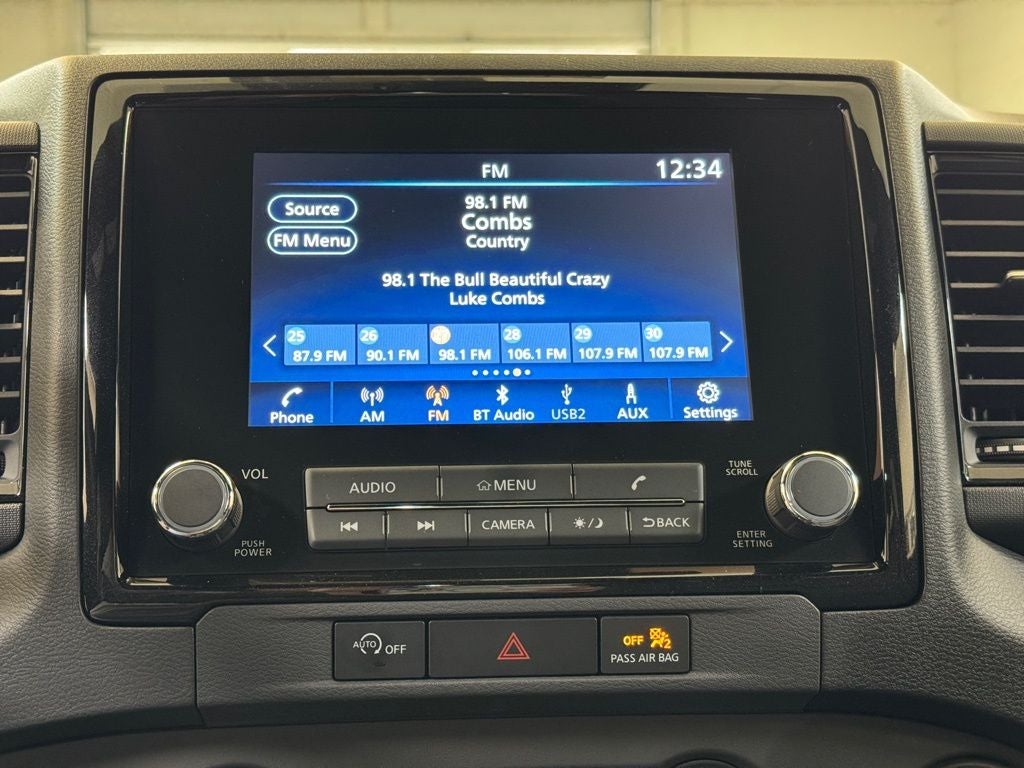 FM
12:34
Source
98.1 FM
Combs
FM Menu
Country
98.1 The Bull Beautiful Crazy
Luke Combs
25
26
28
29
30
87.9 FM
90.1 FM
98.1 FM
106.1 FM
107.9 FM
107.9 FM
Phone
AM
FM
BT Audio
USB2
AUX
Settings
VOL
AUDIO
MENU
TUNE
SCROLL
CAMERA
BACK
PUSH
POWER
ENTER
SETTING
AUTO OFF
OFF 2
PASS AIR BAG